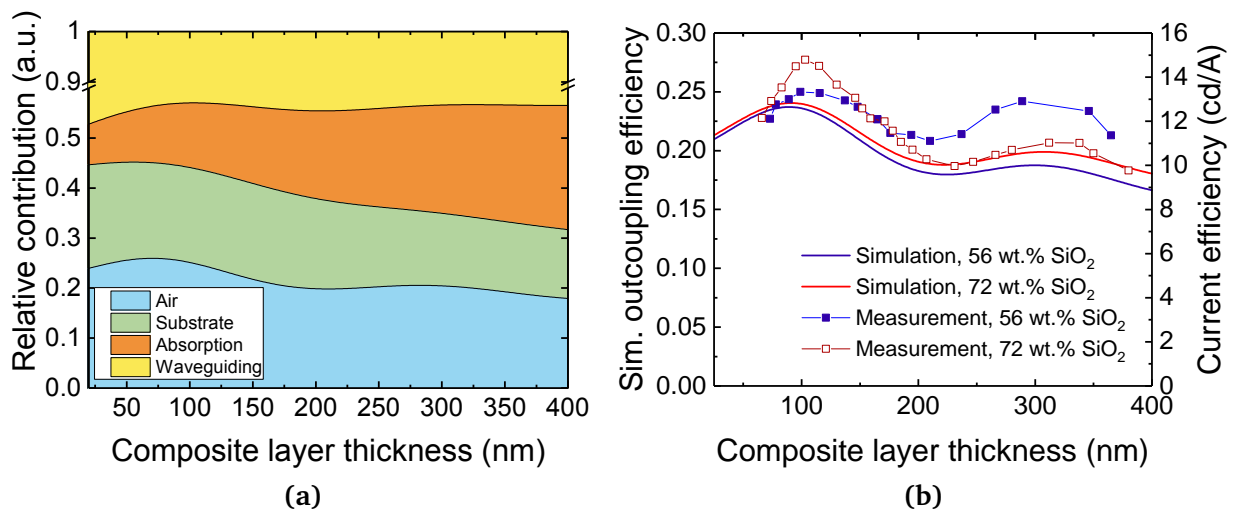 Relative contribution (a.u.)
1
0.9
0.5
0.4
0.3
0.2
0.1
0.0
Air
Substrate
Absorption
Waveguiding
50 100 150 200 250 300 350 400
Composite layer thickness (nm)
(a)
Sim. outcoupling efficiency
0.30
0.25
0.20
0.15
0.10
0.05
0.00
Simulation, 56 wt.% SiO₂
Simulation, 72 wt.% SiO₂
Measurement, 56 wt.% SiO₂
Measurement, 72 wt.% SiO₂
100 200 300 400
Composite layer thickness (nm)
16
14
12
10
8
6
4
2
0
Current efficiency (cd/A)
(b)